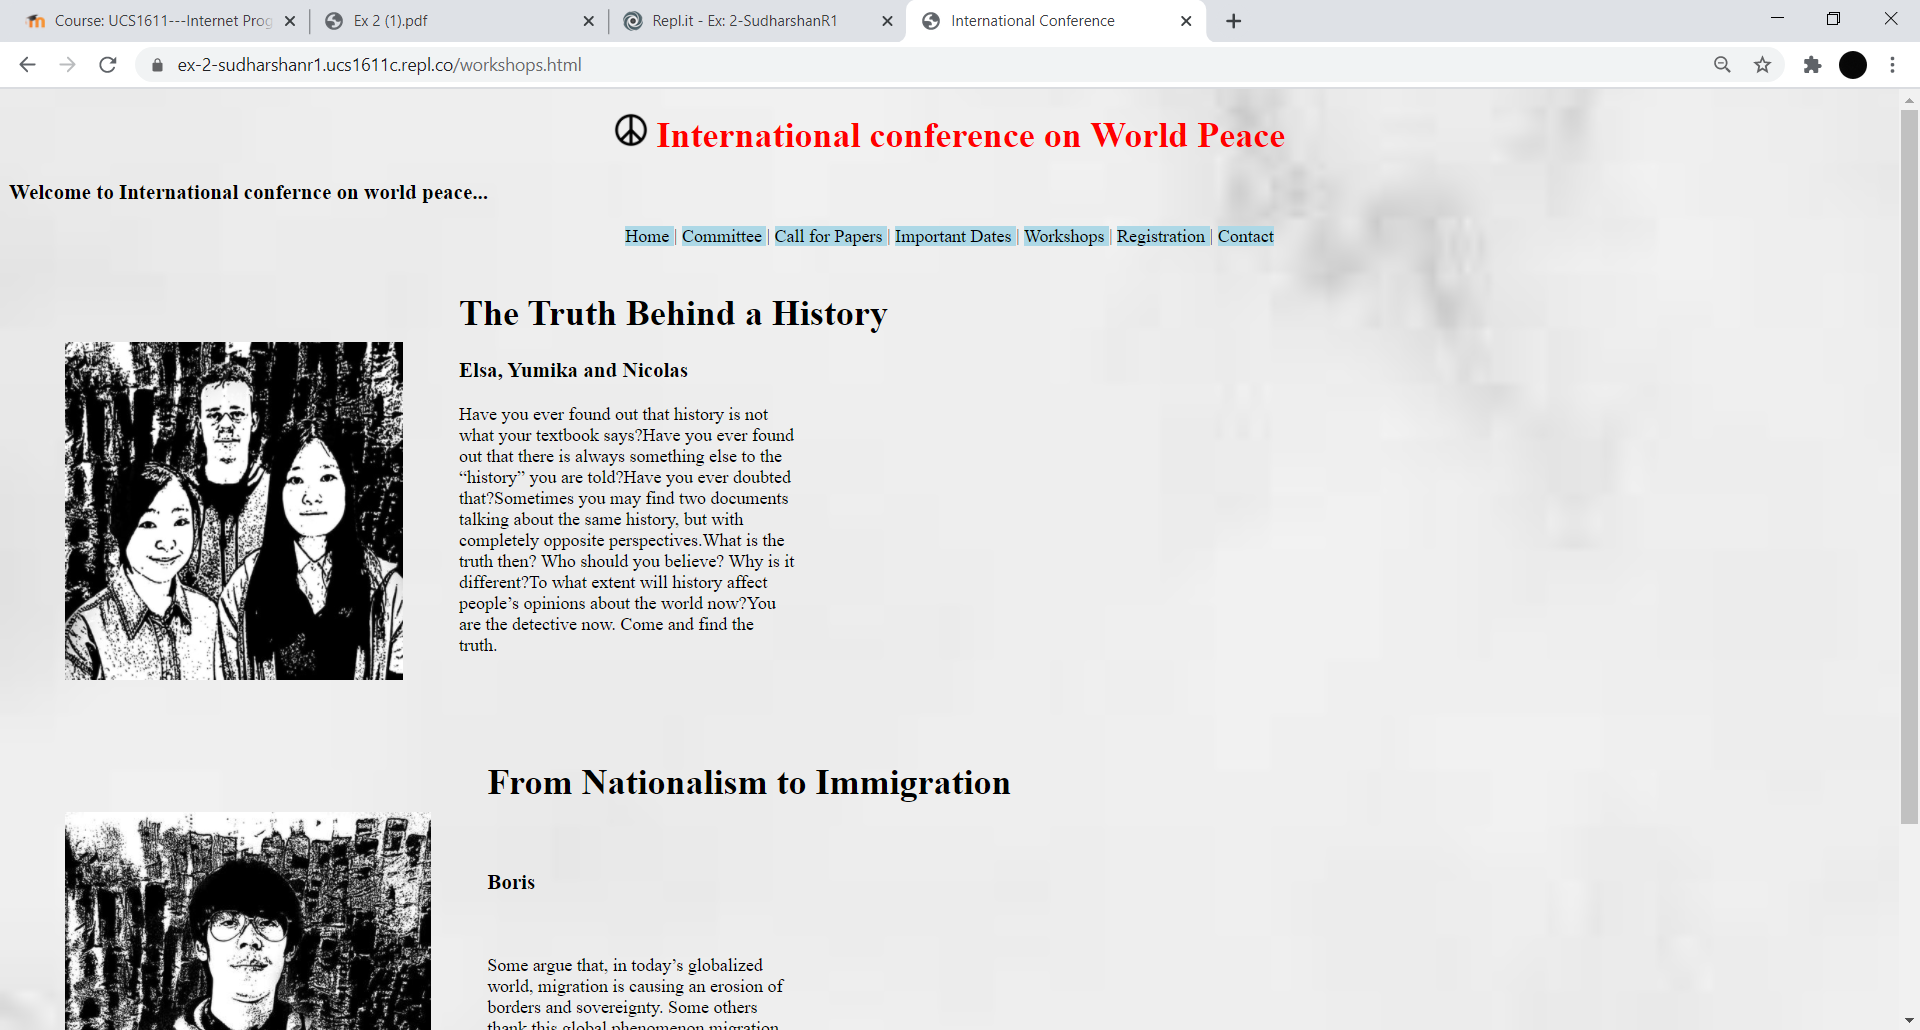 Course: UCS1611---Internet Prog
Ex 2 (1).pdf
Repl.it - Ex: 2-SudharshanR1
International Conference
ex-2-sudharshanr1.ucs1611c.repl.co/workshops.html
International conference on World Peace
Welcome to International confernce on world peace...
Home | Committee | Call for Papers | Important Dates | Workshops | Registration | Contact
The Truth Behind a History
Elsa, Yumika and Nicolas
Have you ever found out that history is not
what your textbook says?Have you ever found
out that there is always something else to the
“history” you are told?Have you ever doubted
that?Sometimes you may find two documents
talking about the same history, but with
completely opposite perspectives.What is the
truth then? Who should you believe? Why is it
different?To what extent will history affect
people’s opinions about the world now?You
are the detective now. Come and find the
truth.
From Nationalism to Immigration
Boris
Some argue that, in today’s globalized
world, migration is causing an erosion of
borders and sovereignty. Some others
thank this global phenomenon migration